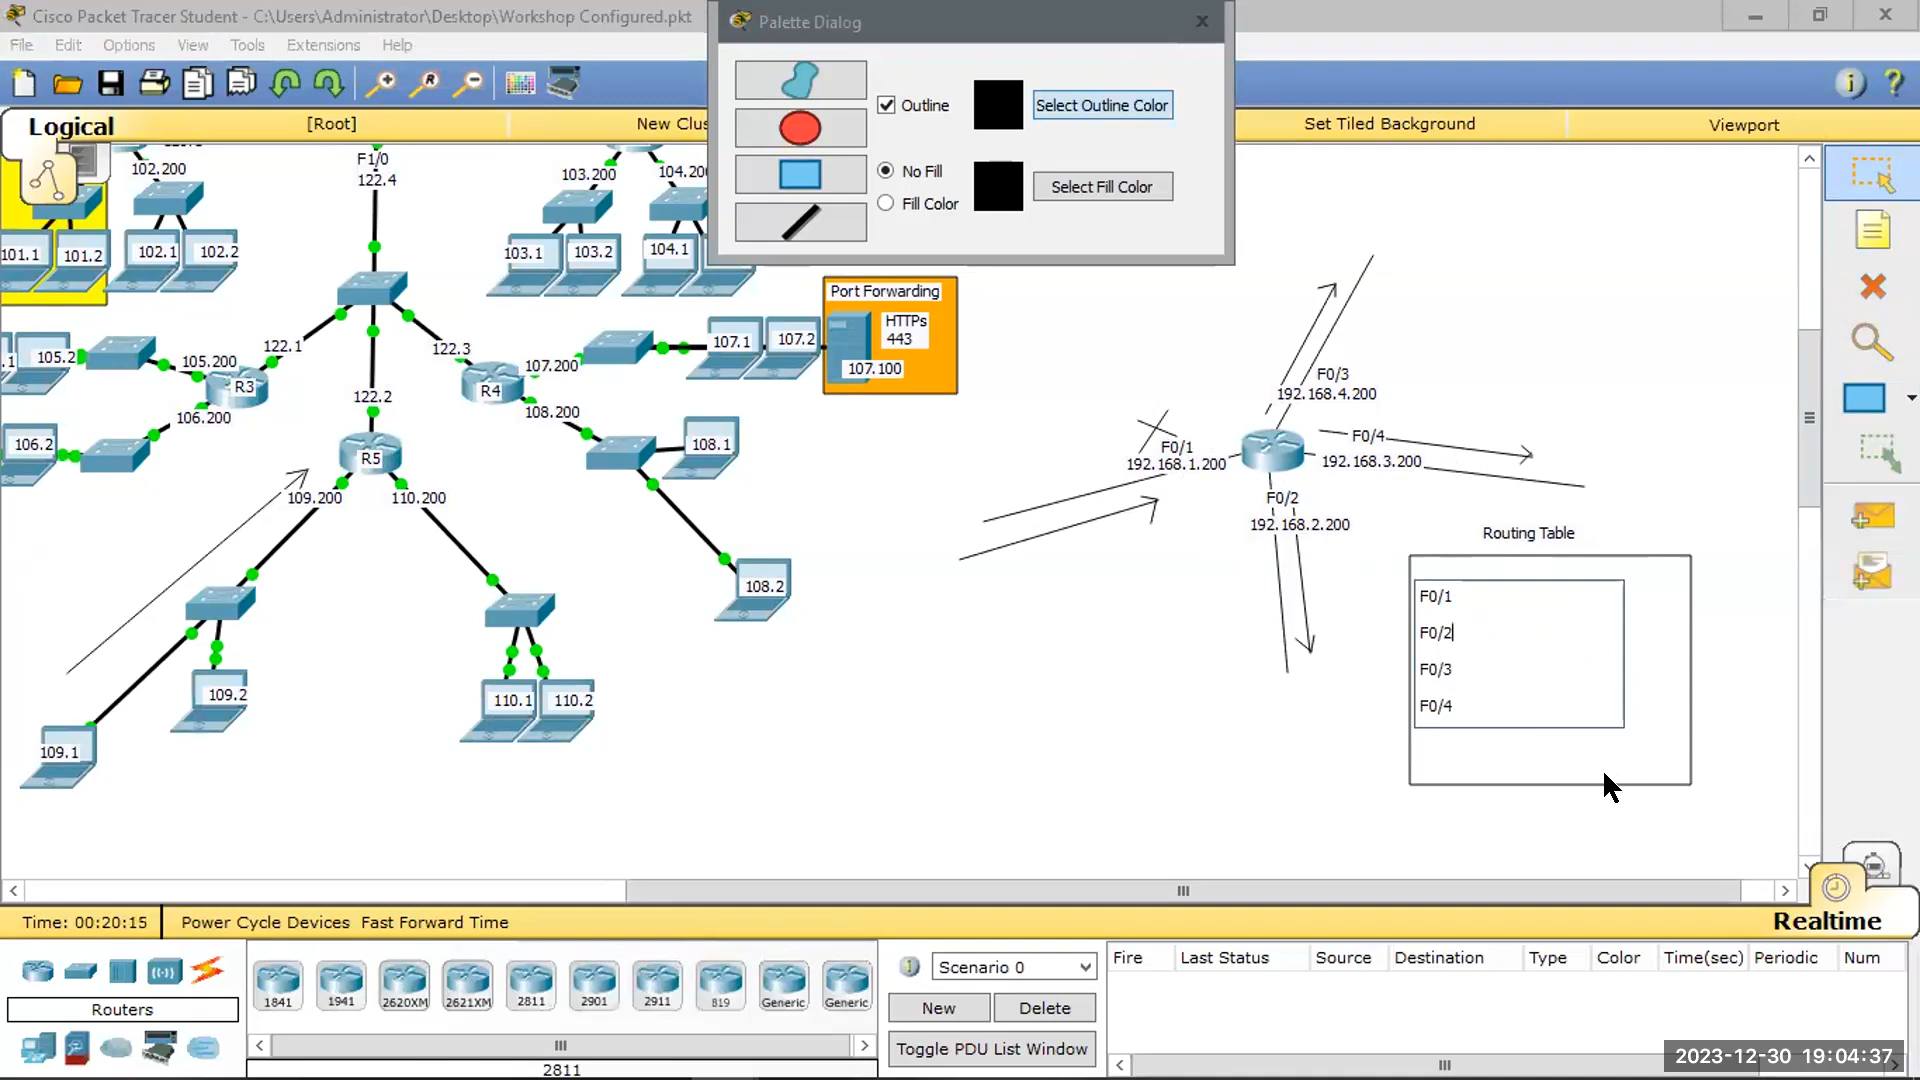 Cisco Packet Tracer Student - C:\Users\Administrator\Desktop\Workshop Configured.pkt
File Edit Options View Tools Extensions Help
Palette Dialog
Outline
Select Outline Color
No Fill
Fill Color
Select Fill Color
Logical
[Root]
New Clus
Set Tiled Background
Viewport
102.200
F1/0
122.4
103.200
104.20
101.1
101.2
102.1
102.2
103.1
103.2
104.1
Port Forwarding
HTTPs
443
107.100
.1
105.2
105.200
122.1
122.3
107.200
107.1
107.2
R3
R4
106.200
122.2
108.200
106.2
R5
108.1
109.200
110.200
108.2
109.2
110.1
110.2
109.1
F0/3
192.168.4.200
F0/1
192.168.1.200
F0/4
192.168.3.200
F0/2
192.168.2.200
Routing Table
F0/1
F0/2
F0/3
F0/4
Time: 00:20:15
Power Cycle Devices Fast Forward Time
Realtime
Routers
1841
1941
2620XM
2621XM
2811
2901
2911
819
Generic
Generic
2811
Scenario 0
New
Delete
Toggle PDU List Window
Fire Last Status Source Destination Type Color Time(sec) Periodic Num
2023-12-30 19:04:37